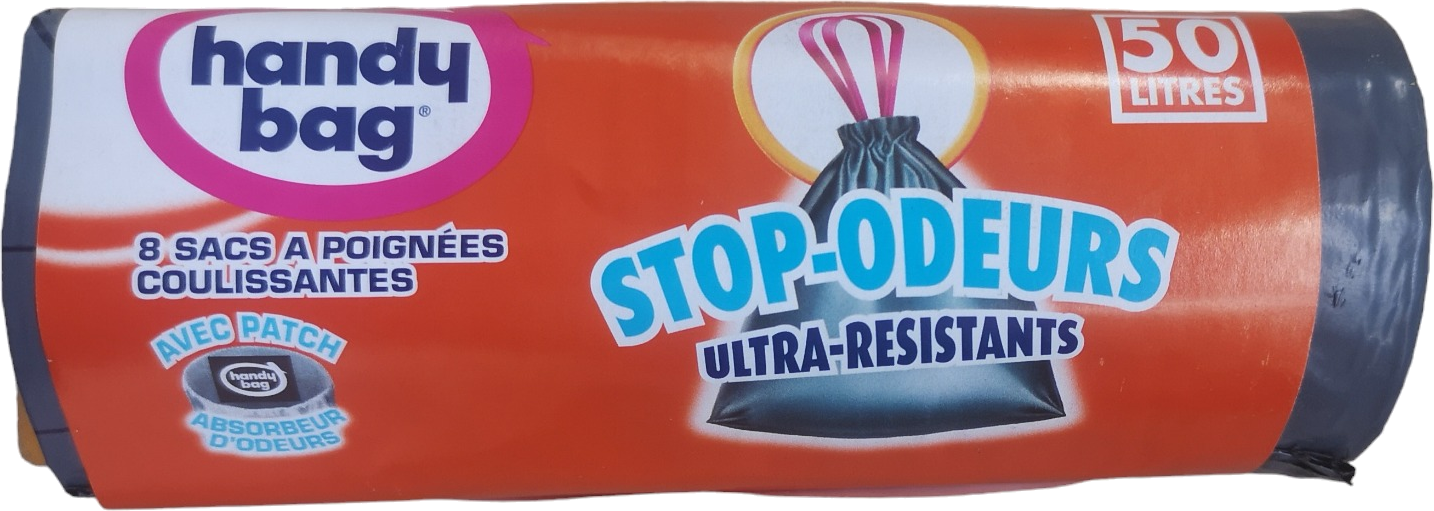 handy
bag®
8 SACS A POIGNÉES
COULISSANTES
AVEC PATCH
handy
bag
ABSORBEUR
D'ODEURS
50
LITRES
STOP-ODEURS
ULTRA-RESISTANTS